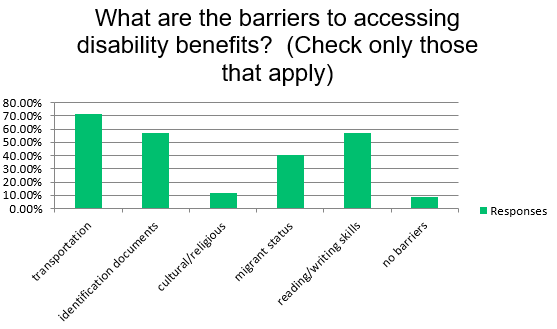 What are the barriers to accessing
disability benefits?  (Check only those
that apply)
80.00%
70.00%
60.00%
50.00%
40.00%
30.00%
20.00%
10.00%
0.00%
transportation
identification documents
cultural/religious
migrant status
reading/writing skills
no barriers
Responses